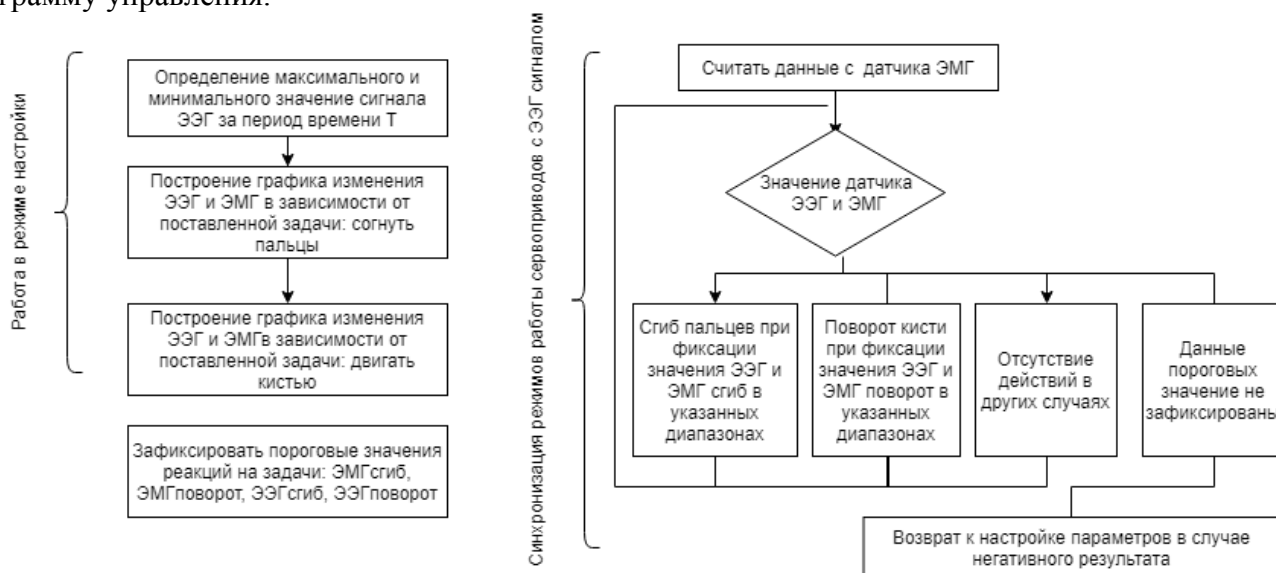 грамму управления.
Работа в режиме настройки
Определение максимального и
минимального значение сигнала
ЭЭГ за период времени Т
Построение графика изменения
ЭЭГ и ЭМГ в зависимости от
поставленной задачи: согнуть
пальцы
Построение графика изменения
ЭЭГ и ЭМГв зависимости от
поставленной задачи: двигать
кистью
Зафиксировать пороговые значения
реакций на задачи: ЭМГсгиб,
ЭМГповорот, ЭЭГсгиб, ЭЭГповорот
Синхронизация режимов работы сервоприводов с ЭЭГ сигналом
Считать данные с датчика ЭМГ
Значение датчика
ЭЭГ и ЭМГ
Сгиб пальцев при
фиксации
значения ЭЭГ и
ЭМГ сгиб в
указанных
диапазонах
Поворот кисти
при фиксации
значения ЭЭГ и
ЭМГ поворот в
указанных
диапазонах
Отсутствие
действий в
других случаях
Данные
пороговых
значение не
зафиксированы
Возврат к настройке параметров в случае
негативного результата